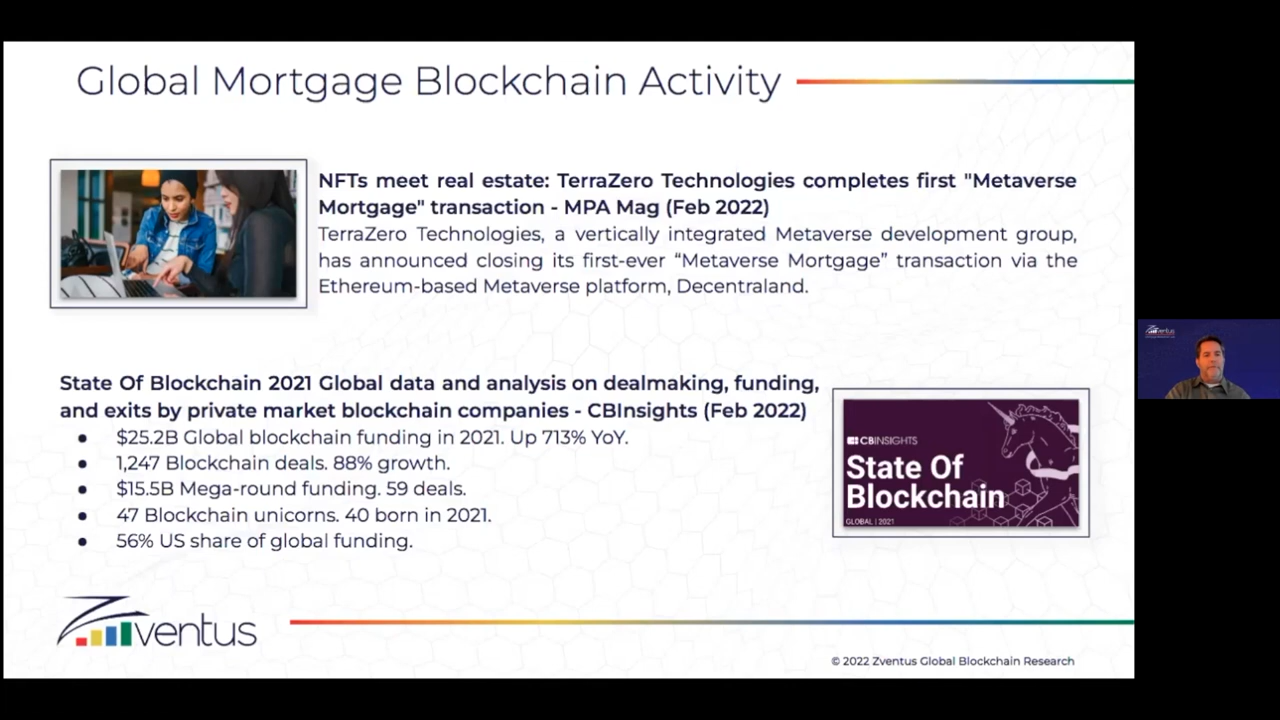 Global Mortgage Blockchain Activity
NFTs meet real estate: TerraZero Technologies completes first "Metaverse
Mortgage" transaction - MPA Mag (Feb 2022)
TerraZero Technologies, a vertically integrated Metaverse development group,
has announced closing its first-ever “Metaverse Mortgage” transaction via the
Ethereum-based Metaverse platform, Decentraland.
State Of Blockchain 2021 Global data and analysis on dealmaking, funding,
and exits by private market blockchain companies - CBInsights (Feb 2022)
● $25.2B Global blockchain funding in 2021. Up 713% YoY.
● 1,247 Blockchain deals. 88% growth.
● $15.5B Mega-round funding. 59 deals.
● 47 Blockchain unicorns. 40 born in 2021.
● 56% US share of global funding.
CBINSIGHTS
State Of
Blockchain
GLOBAL | 2021
Zventus
© 2022 Zventus Global Blockchain Research
Zventus